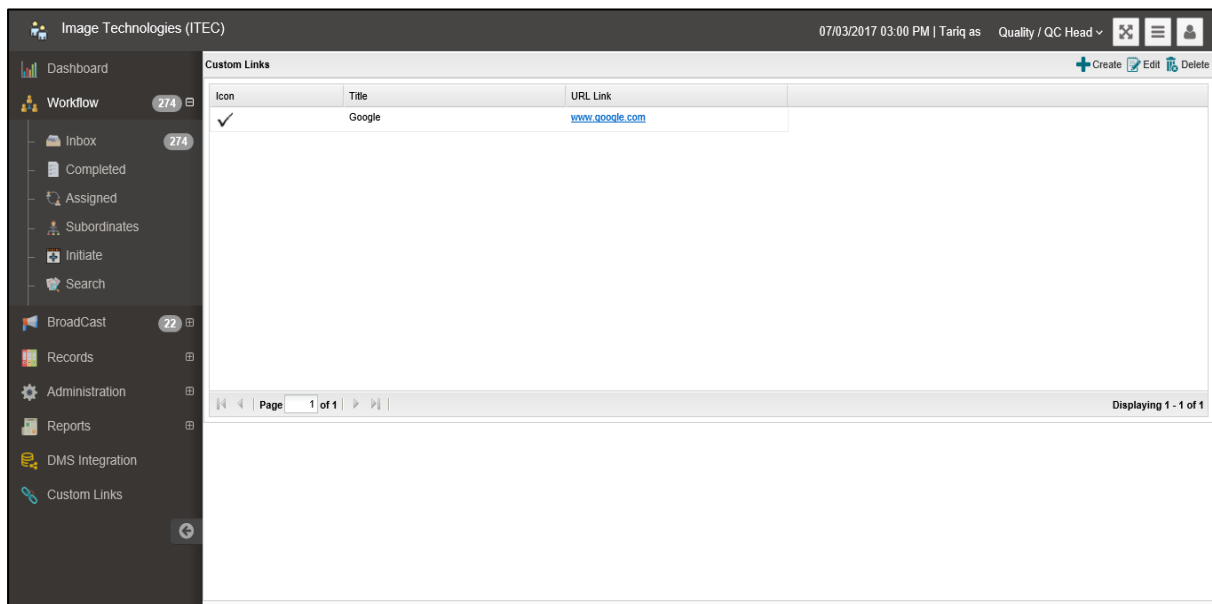 Image Technologies (ITEC)
07/03/2017 03:00 PM | Tariq as Quality / QC Head
Dashboard
Workflow 274
Inbox 274
Completed
Assigned
Subordinates
Initiate
Search
BroadCast 22
Records
Administration
Reports
DMS Integration
Custom Links
Custom Links
Create Edit Delete
Icon Title URL Link
Google www.google.com
Page 1 of 1
Displaying 1 - 1 of 1